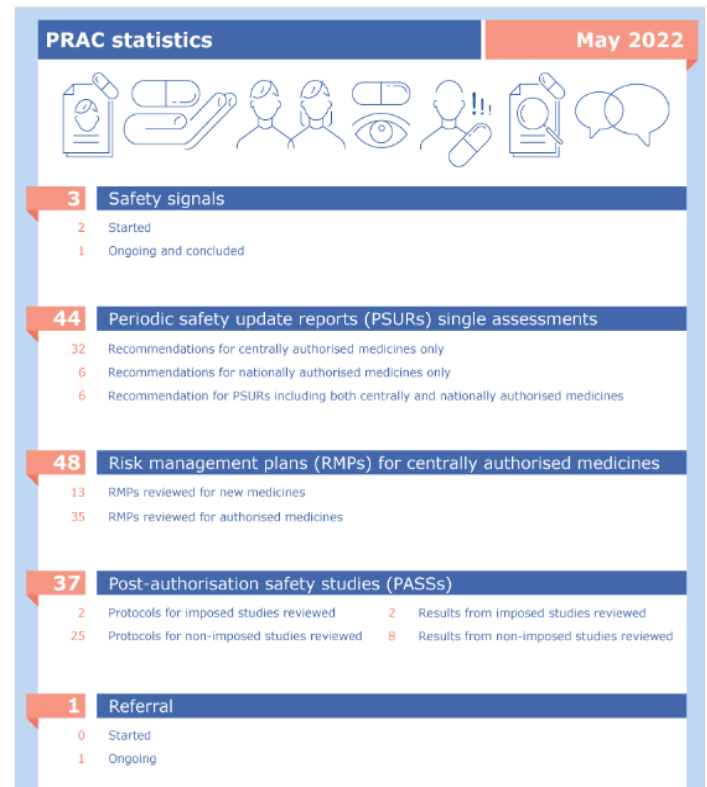 PRAC statistics May 2022
3 Safety signals
2 Started
1 Ongoing and concluded
44 Periodic safety update reports (PSURs) single assessments
32 Recommendations for centrally authorised medicines only
6 Recommendations for nationally authorised medicines only
6 Recommendation for PSURs including both centrally and nationally authorised medicines
48 Risk management plans (RMPs) for centrally authorised medicines
13 RMPs reviewed for new medicines
35 RMPs reviewed for authorised medicines
37 Post-authorisation safety studies (PASSs)
2 Protocols for imposed studies reviewed 2 Results from imposed studies reviewed
25 Protocols for non-imposed studies reviewed 8 Results from non-imposed studies reviewed
1 Referral
0 Started
1 Ongoing